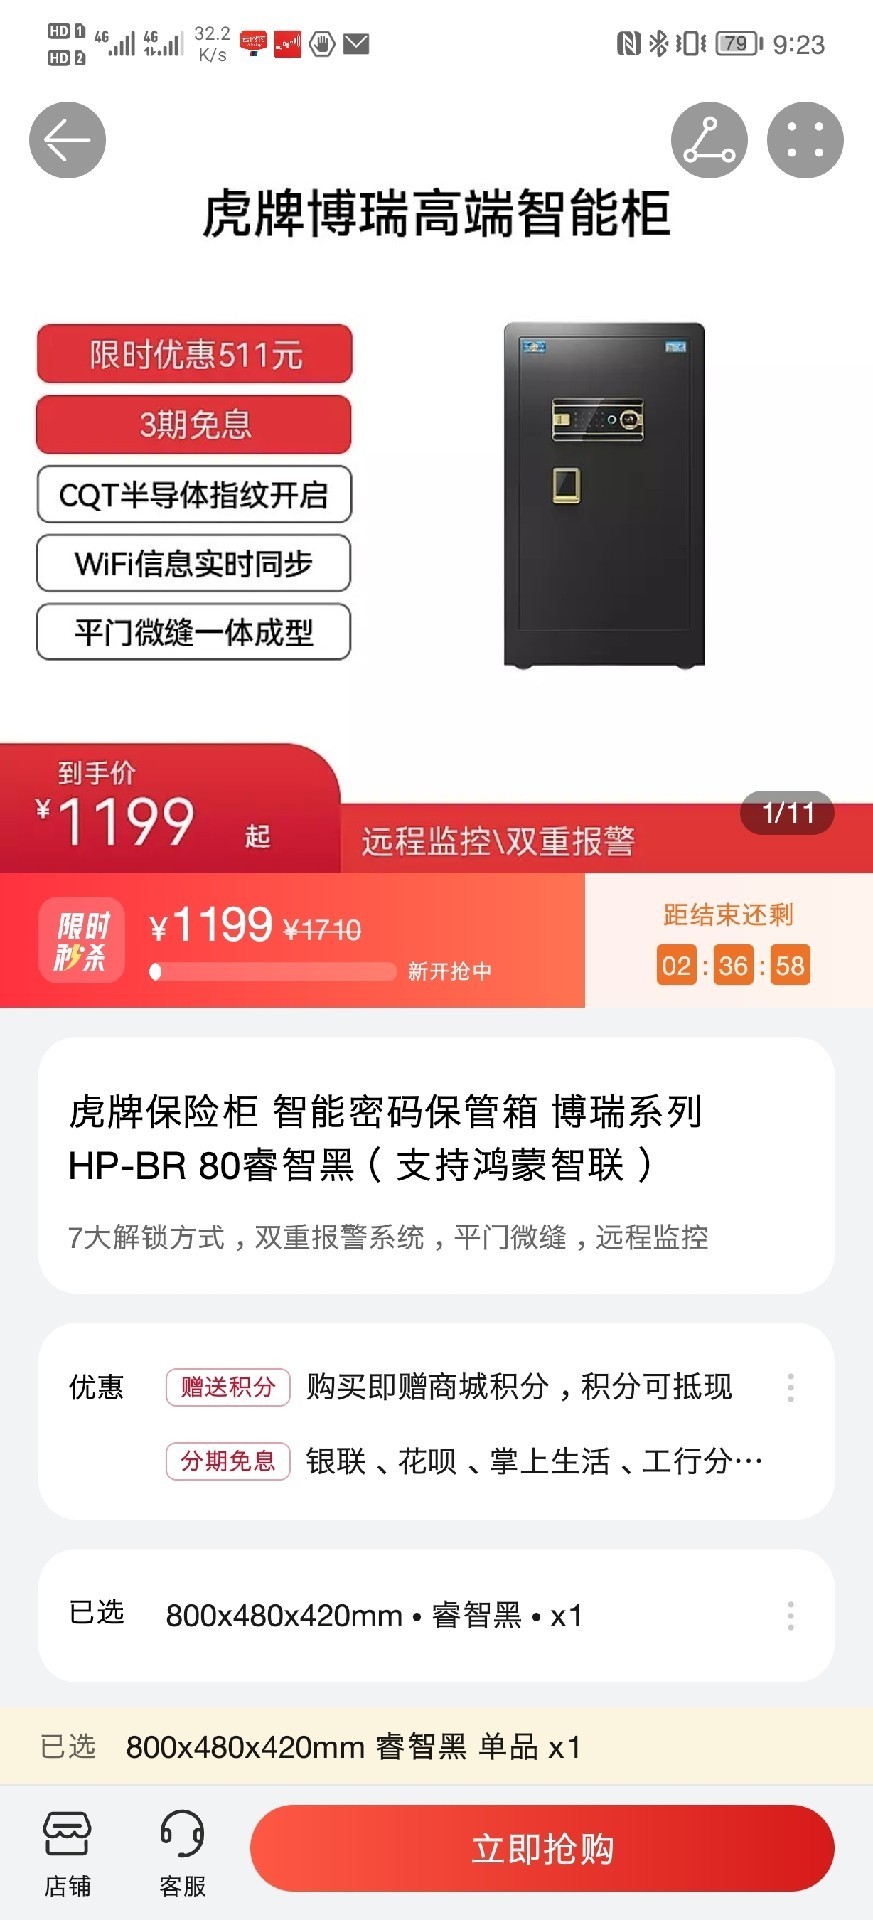 HD 1 4G 4G 32.2 79 9:23
HD 2 K/s
虎牌博瑞高端智能柜
限时优惠511元
3期免息
CQT半导体指纹开启
WiFi信息实时同步
平门微缝一体成型
到手价
¥1199 起
远程监控\双重报警
1/11
限时
秒杀
¥1199 ¥1710
新开抢中
距结束还剩
02:36:58
虎牌保险柜 智能密码保管箱 博瑞系列
HP-BR 80睿智黑（支持鸿蒙智联）
7大解锁方式，双重报警系统，平门微缝，远程监控
优惠 赠送积分 购买即赠商城积分，积分可抵现
分期免息 银联、花呗、掌上生活、工行分…
已选 800x480x420mm • 睿智黑 • x1
已选 800x480x420mm 睿智黑 单品 x1
店铺 客服 立即抢购